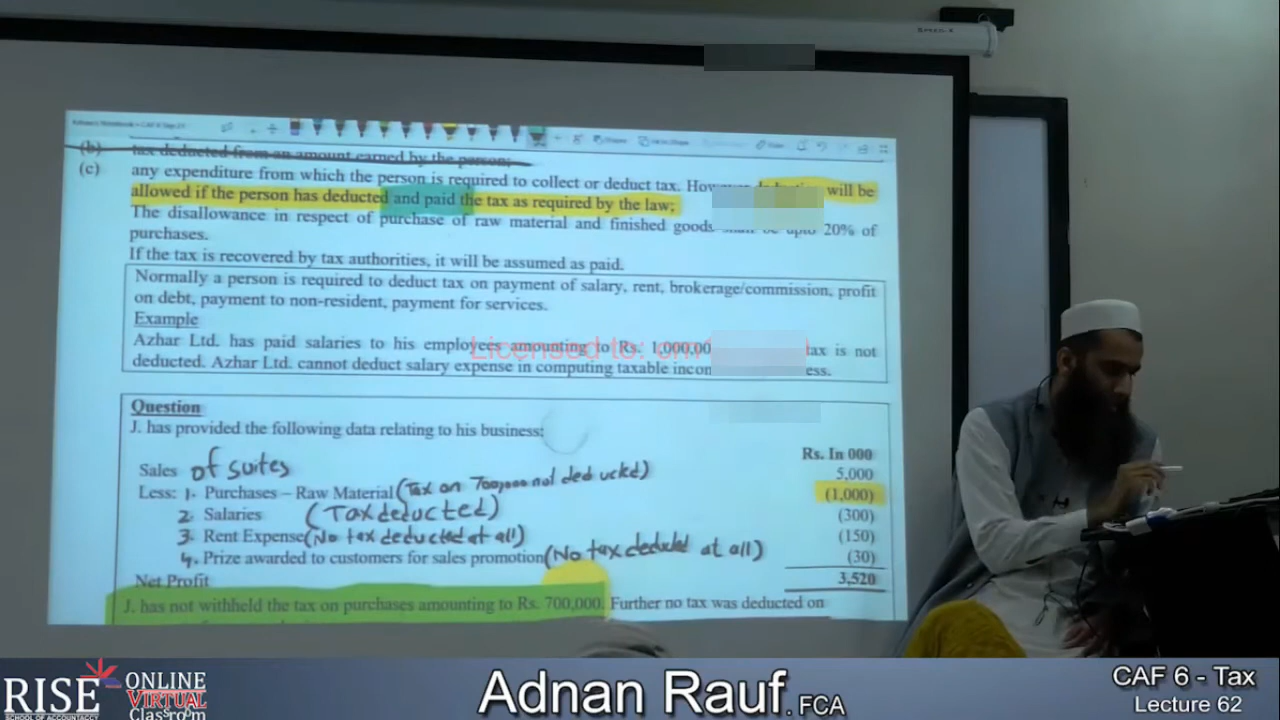 (b) tax deducted from an amount earned by the person;
(c) any expenditure from which the person is required to collect or deduct tax. will be
allowed if the person has deducted and paid the tax as required by the law;
The disallowance in respect of purchase of raw material and finished goods 20% of
purchases.
If the tax is recovered by tax authorities, it will be assumed as paid.
Normally a person is required to deduct tax on payment of salary, rent, brokerage/commission, profit
on debt, payment to non-resident, payment for services.
Example
Azhar Ltd. has paid salaries to his employees amounting to Rs. tax is not
Licensed to:
deducted. Azhar Ltd. cannot deduct salary expense in computing taxable
Question
J. has provided the following data relating to his business:
Rs. In 000
Sales of suites 5,000
Less: 1. Purchases – Raw Material (Tax on 700,000 not deducted) (1,000)
2. Salaries (Tax deducted) (300)
3. Rent Expense (No tax deducted at all) (150)
4. Prize awarded to customers for sales promotion (No tax deducted at all) (30)
Net Profit 3,520
J. has not withheld the tax on purchases amounting to Rs. 700,000. Further no tax was deducted on
RISE ONLINE
VIRTUAL
Classroom
SCHOOL OF ACCOUNTANCY
Adnan Rauf. FCA
CAF 6 - Tax
Lecture 62